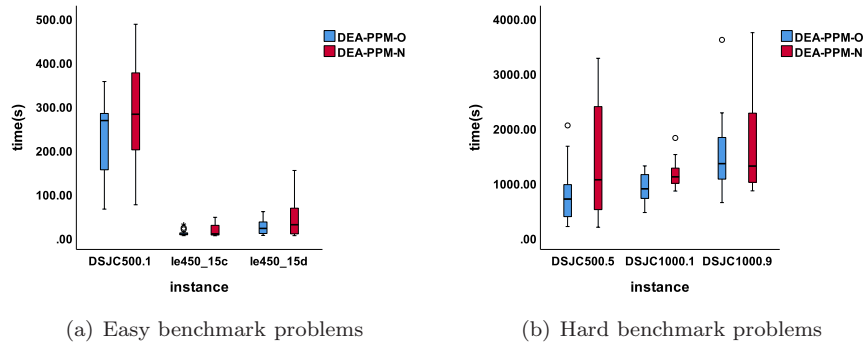 500.00
400.00
300.00
200.00
100.00
.00
time(s)
DSJC500.1
le450_15c
le450_15d
instance
DEA-PPM-O
DEA-PPM-N
(a) Easy benchmark problems
4000.00
3000.00
2000.00
1000.00
.00
time(s)
DSJC500.5
DSJC1000.1
DSJC1000.9
instance
DEA-PPM-O
DEA-PPM-N
(b) Hard benchmark problems